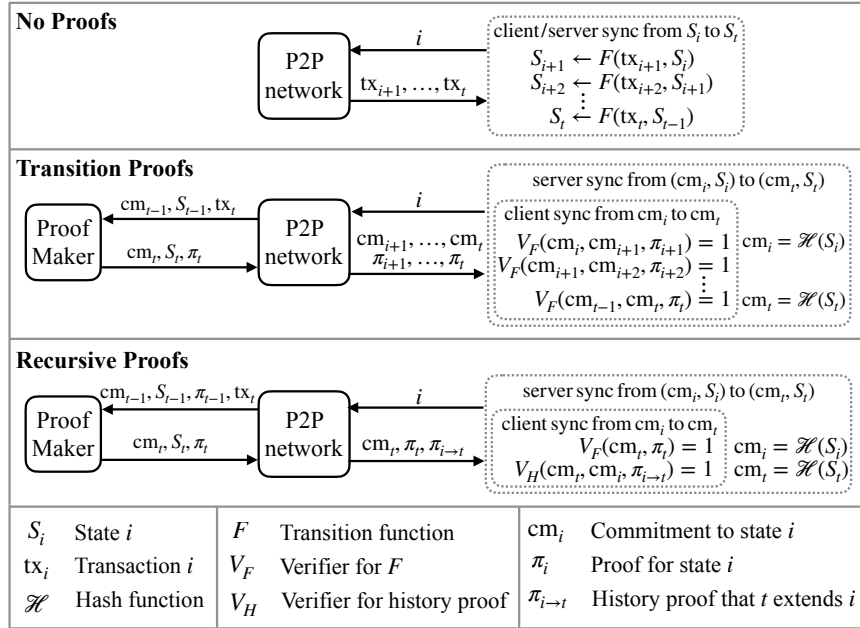 No Proofs
P2P
network
i
tx_{i+1}, …, tx_t
client/server sync from S_i to S_t
S_{i+1} ← F(tx_{i+1}, S_i)
S_{i+2} ← F(tx_{i+2}, S_{i+1})
⋮
S_t ← F(tx_t, S_{t−1})
Transition Proofs
Proof
Maker
cm_{t−1}, S_{t−1}, tx_t
cm_t, S_t, π_t
P2P
network
i
cm_{i+1}, …, cm_t
π_{i+1}, …, π_t
server sync from (cm_i, S_i) to (cm_t, S_t)
client sync from cm_i to cm_t
V_F(cm_i, cm_{i+1}, π_{i+1}) = 1 cm_i = ℋ(S_i)
V_F(cm_{i+1}, cm_{i+2}, π_{i+2}) = 1
⋮
V_F(cm_{t−1}, cm_t, π_t) = 1 cm_t = ℋ(S_t)
Recursive Proofs
Proof
Maker
cm_{t−1}, S_{t−1}, π_{t−1}, tx_t
cm_t, S_t, π_t
P2P
network
i
cm_t, π_t, π_{i→t}
server sync from (cm_i, S_i) to (cm_t, S_t)
client sync from cm_i to cm_t
V_F(cm_t, π_t) = 1 cm_i = ℋ(S_i)
V_H(cm_t, cm_i, π_{i→t}) = 1 cm_t = ℋ(S_t)
S_i State i
tx_i Transaction i
ℋ Hash function
F Transition function
V_F Verifier for F
V_H Verifier for history proof
cm_i Commitment to state i
π_i Proof for state i
π_{i→t} History proof that t extends i